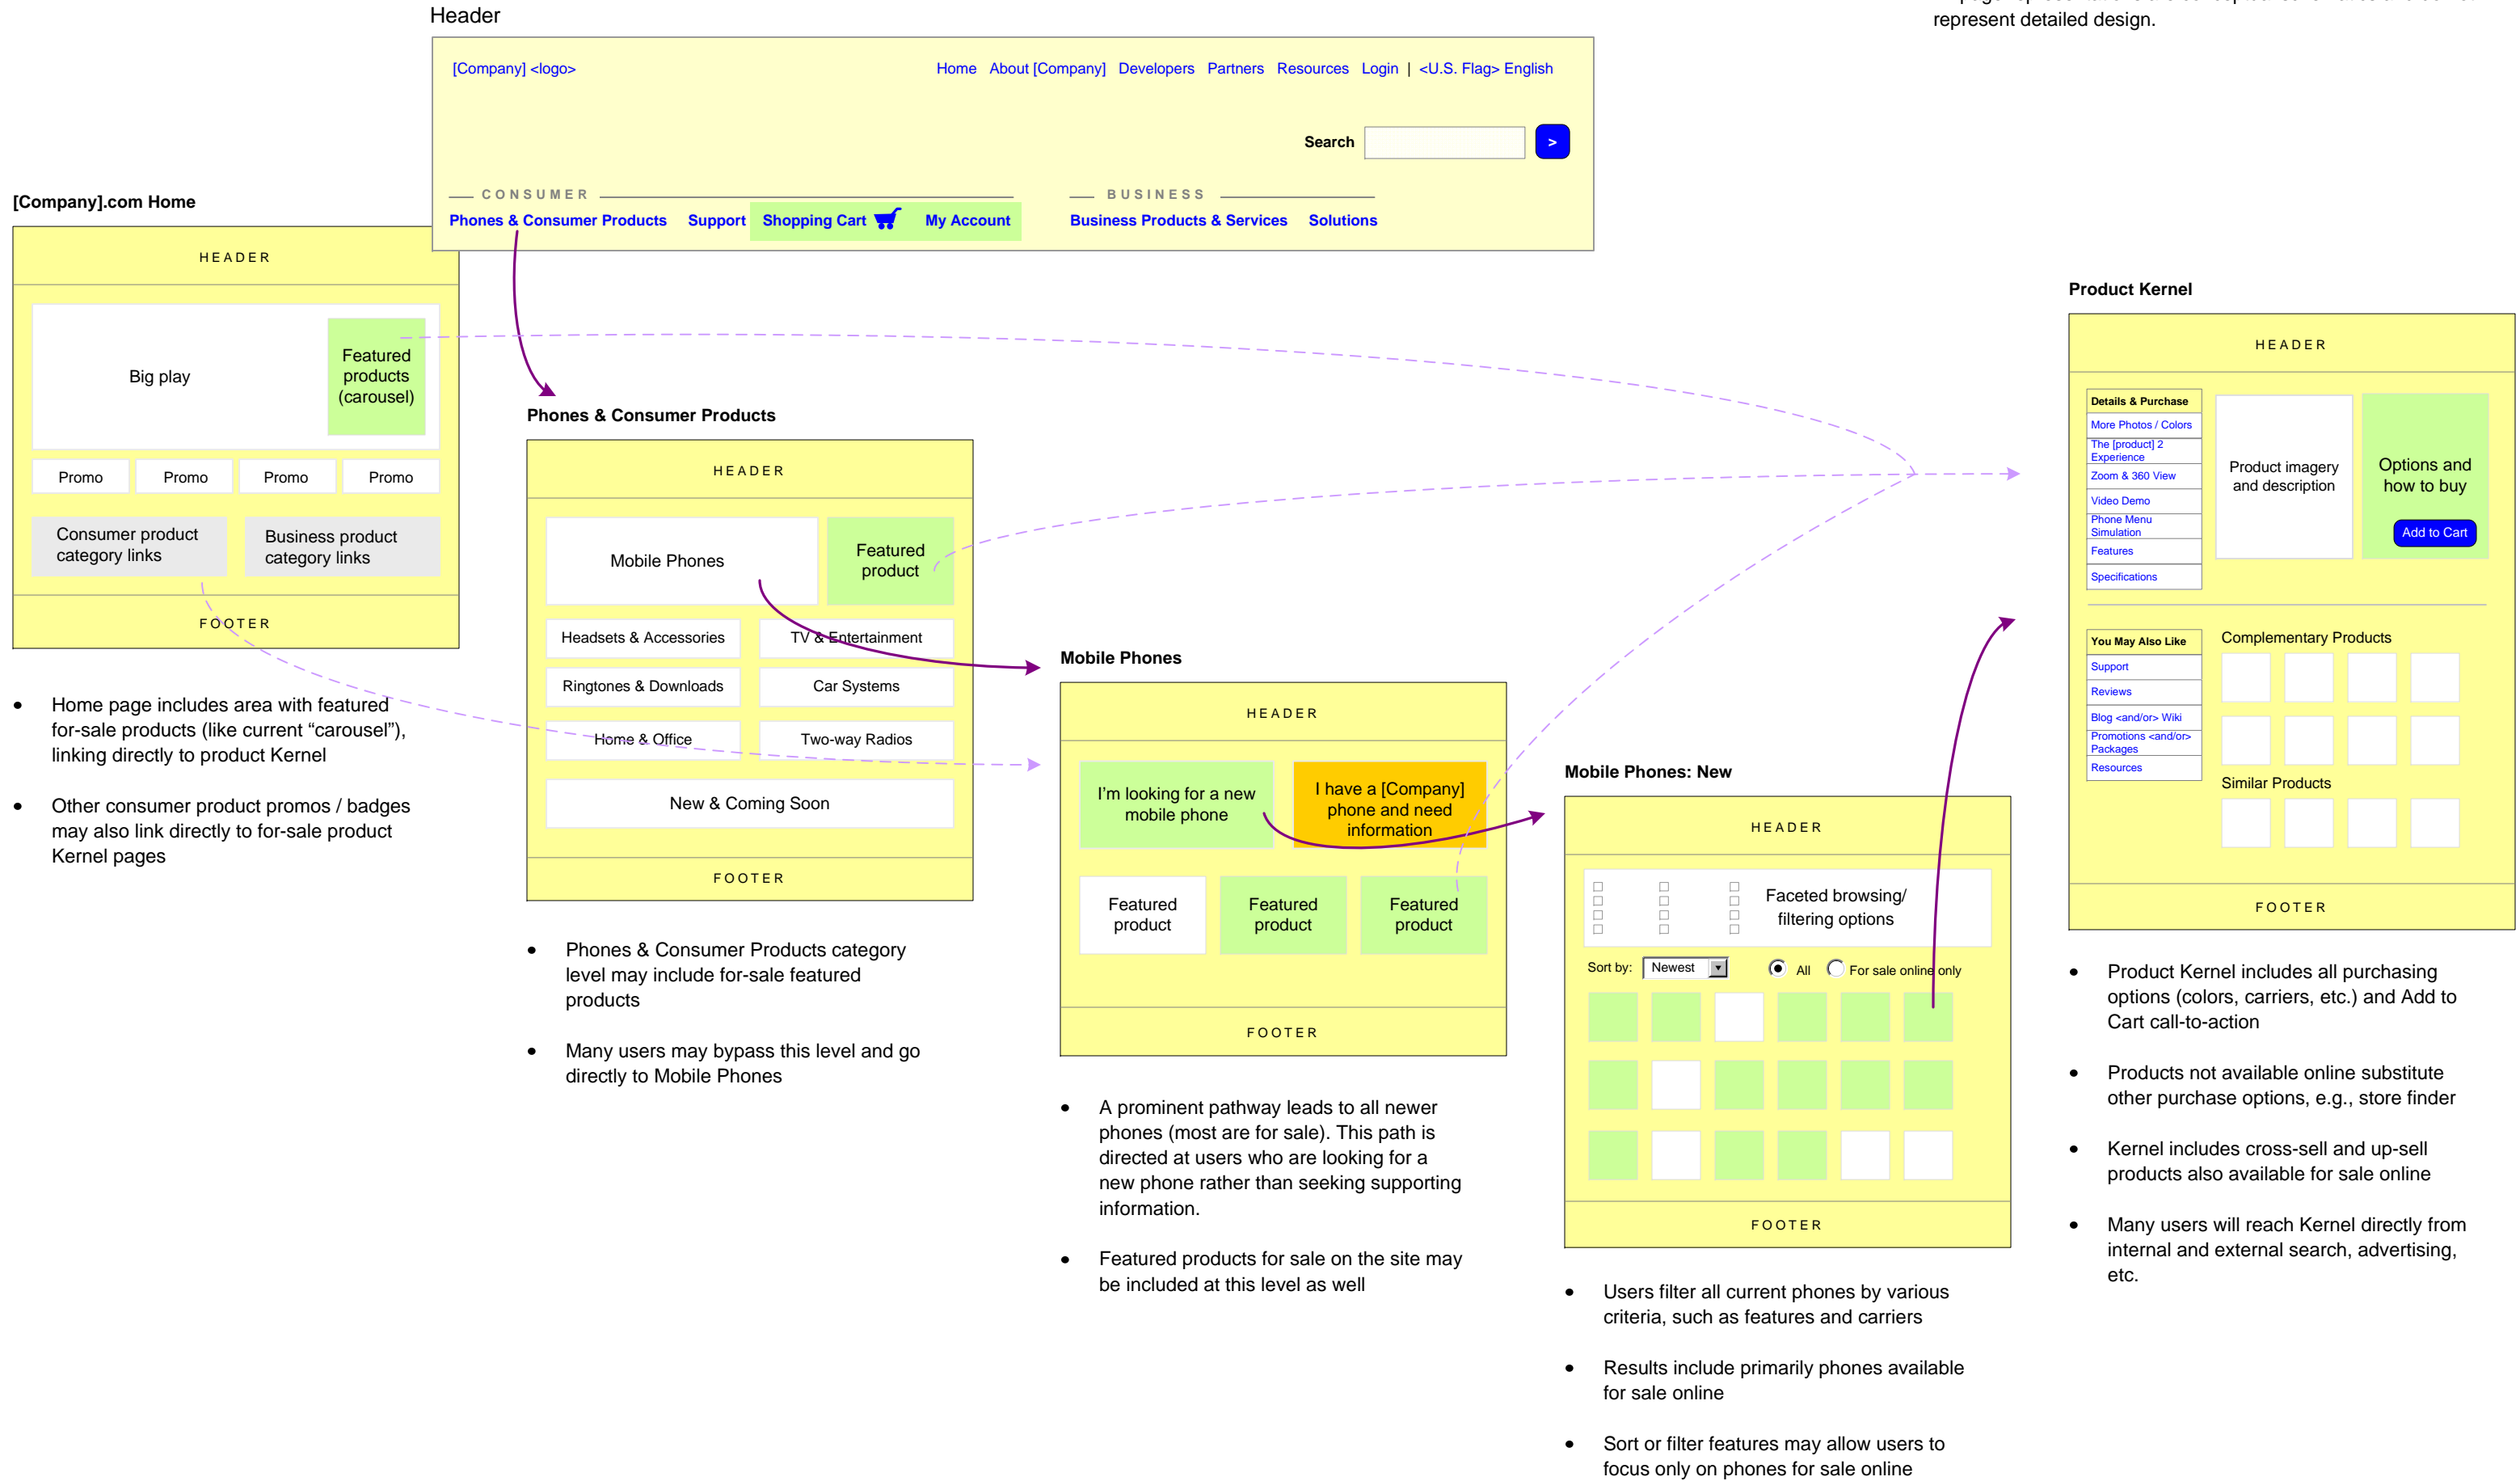 Header
represent detailed design.
[Company] <logo>
Home About [Company] Developers Partners Resources Login | <U.S. Flag> English
Search >
CONSUMER
BUSINESS
Phones & Consumer Products Support Shopping Cart My Account
Business Products & Services Solutions
[Company].com Home
HEADER
Big play
Featured
products
(carousel)
Promo Promo Promo Promo
Consumer product
category links
Business product
category links
FOOTER
• Home page includes area with featured
for-sale products (like current “carousel”),
linking directly to product Kernel
• Other consumer product promos / badges
may also link directly to for-sale product
Kernel pages
Phones & Consumer Products
HEADER
Mobile Phones
Featured
product
Headsets & Accessories
TV & Entertainment
Ringtones & Downloads
Car Systems
Home & Office
Two-way Radios
New & Coming Soon
FOOTER
• Phones & Consumer Products category
level may include for-sale featured
products
• Many users may bypass this level and go
directly to Mobile Phones
Mobile Phones
HEADER
I’m looking for a new
mobile phone
I have a [Company]
phone and need
information
Featured
product
Featured
product
Featured
product
FOOTER
• A prominent pathway leads to all newer
phones (most are for sale). This path is
directed at users who are looking for a
new phone rather than seeking supporting
information.
• Featured products for sale on the site may
be included at this level as well
Mobile Phones: New
HEADER
Faceted browsing/
filtering options
Sort by: Newest All For sale online only
FOOTER
• Users filter all current phones by various
criteria, such as features and carriers
• Results include primarily phones available
for sale online
• Sort or filter features may allow users to
focus only on phones for sale online
Product Kernel
HEADER
Details & Purchase
More Photos / Colors
The [product] 2
Experience
Zoom & 360 View
Video Demo
Phone Menu
Simulation
Features
Specifications
Product imagery
and description
Options and
how to buy
Add to Cart
You May Also Like
Support
Reviews
Blog <and/or> Wiki
Promotions <and/or>
Packages
Resources
Complementary Products
Similar Products
FOOTER
• Product Kernel includes all purchasing
options (colors, carriers, etc.) and Add to
Cart call-to-action
• Products not available online substitute
other purchase options, e.g., store finder
• Kernel includes cross-sell and up-sell
products also available for sale online
• Many users will reach Kernel directly from
internal and external search, advertising,
etc.